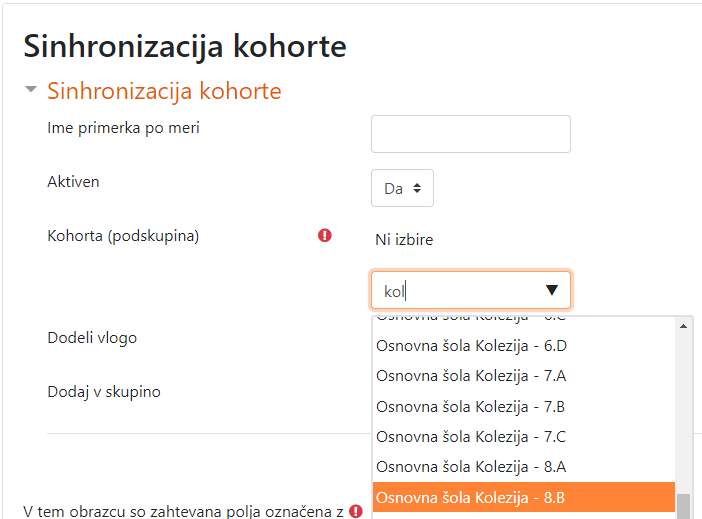 Sinhronizacija kohorte
Sinhronizacija kohorte
Ime primerka po meri
Aktiven
Da
Kohorta (podskupina)
Ni izbire
kol
Osnovna šola Kolezija - 6.C
Dodeli vlogo
Osnovna šola Kolezija - 6.D
Osnovna šola Kolezija - 7.A
Dodaj v skupino
Osnovna šola Kolezija - 7.B
Osnovna šola Kolezija - 7.C
Osnovna šola Kolezija - 8.A
Osnovna šola Kolezija - 8.B
V tem obrazcu so zahtevana polja označena z